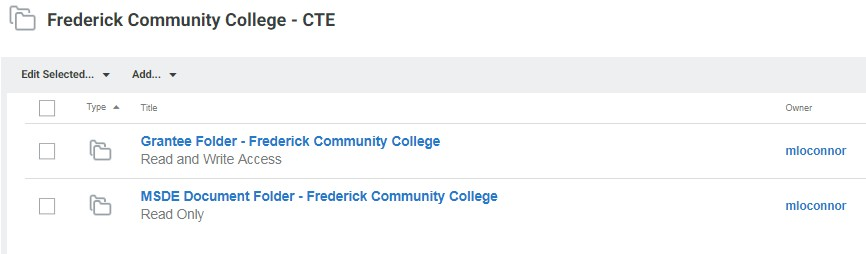 Frederick Community College - CTE
Edit Selected... Add...
Type Title Owner
Grantee Folder - Frederick Community College mloconnor
Read and Write Access
MSDE Document Folder - Frederick Community College mloconnor
Read Only